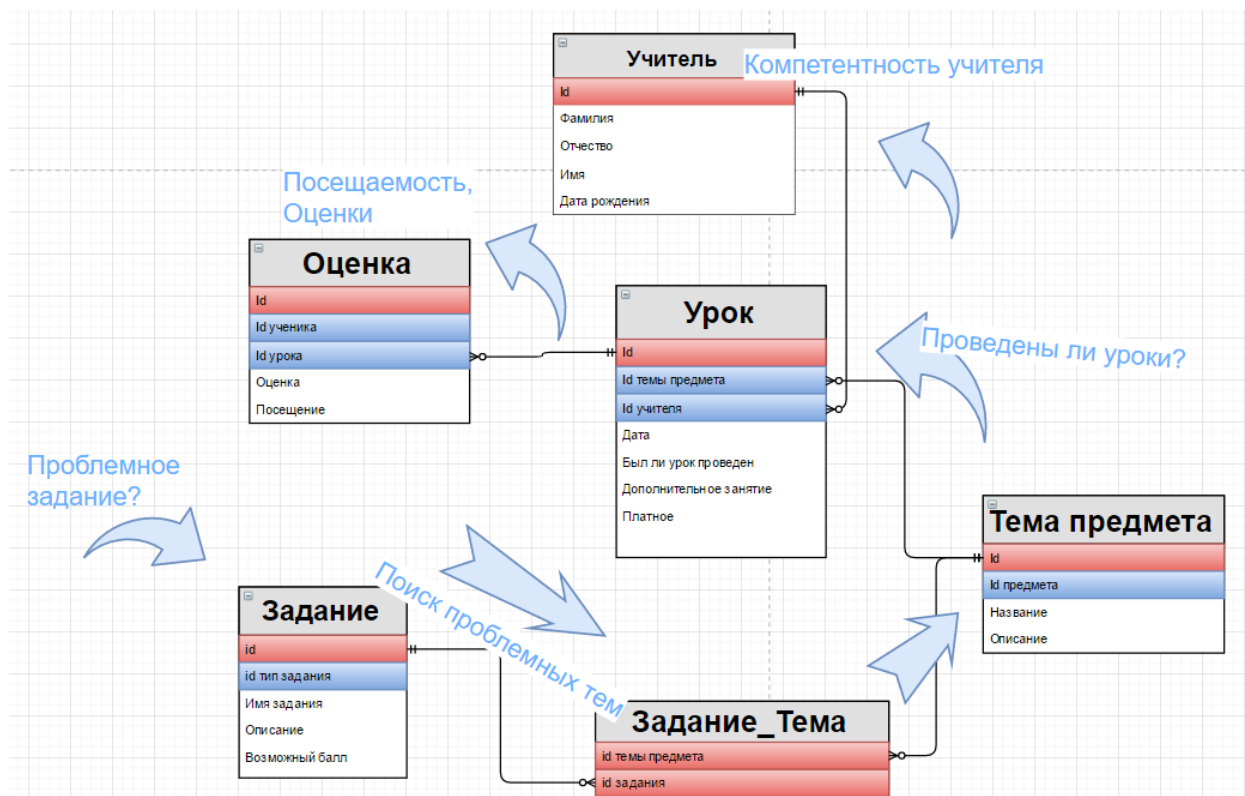 Учитель
Id
Фамилия
Отчество
Имя
Дата рождения
Компетентность учителя
Посещаемость,
Оценки
Оценка
Id
Id ученика
Id урока
Оценка
Посещение
Урок
Id
Id темы предмета
Id учителя
Дата
Был ли урок проведен
Дополнительное занятие
Платное
Проведены ли уроки?
Проблемное
задание?
Тема предмета
Id
Id предмета
Название
Описание
Поиск проблемных тем
Задание
id
id тип задания
Имя задания
Описание
Возможный балл
Задание_Тема
id темы предмета
id задания